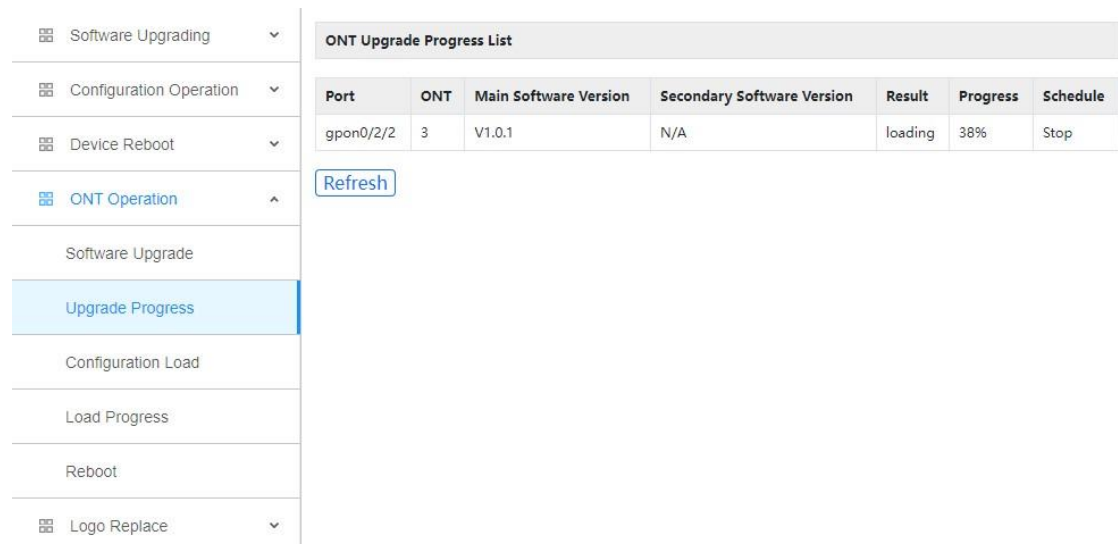 Software Upgrading
Configuration Operation
Device Reboot
ONT Operation
Software Upgrade
Upgrade Progress
Configuration Load
Load Progress
Reboot
Logo Replace
ONT Upgrade Progress List
Port ONT Main Software Version Secondary Software Version Result Progress Schedule
gpon0/2/2 3 V1.0.1 N/A loading 38% Stop
Refresh